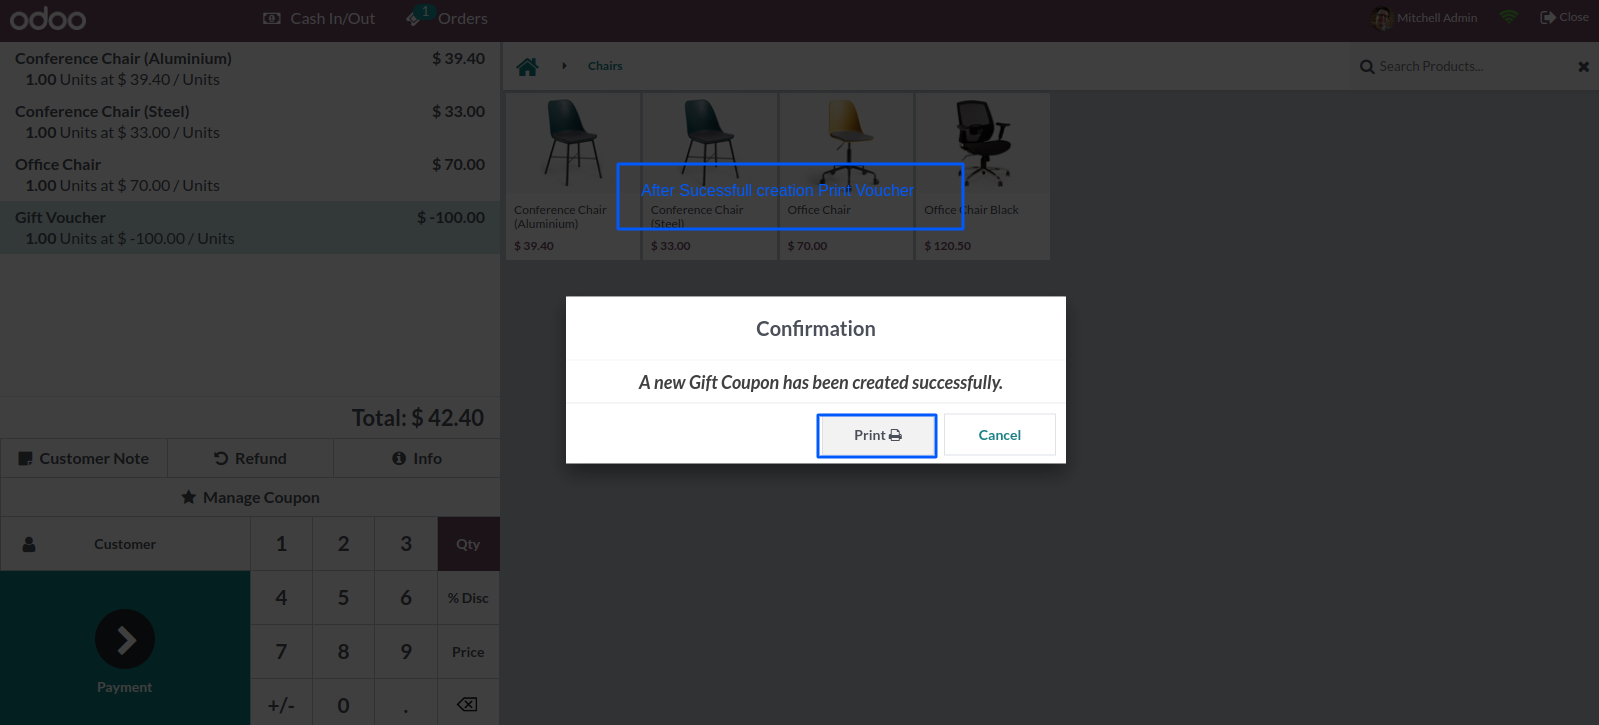 odoo
Cash In/Out
1
Orders
Mitchell Admin
Close
Conference Chair (Aluminium) $ 39.40
1.00 Units at $ 39.40 / Units
Conference Chair (Steel) $ 33.00
1.00 Units at $ 33.00 / Units
Office Chair $ 70.00
1.00 Units at $ 70.00 / Units
Gift Voucher $ -100.00
1.00 Units at $ -100.00 / Units
Total: $ 42.40
Customer Note
Refund
Info
Manage Coupon
Customer
1 2 3 Qty
4 5 6 % Disc
7 8 9 Price
+/- 0 .
Payment
Chairs
Search Products...
After Sucessfull creation Print Voucher
Conference Chair
(Aluminium)
$ 39.40
Conference Chair
(Steel)
$ 33.00
Office Chair
$ 70.00
Office Chair Black
$ 120.50
Confirmation
A new Gift Coupon has been created successfully.
Print
Cancel